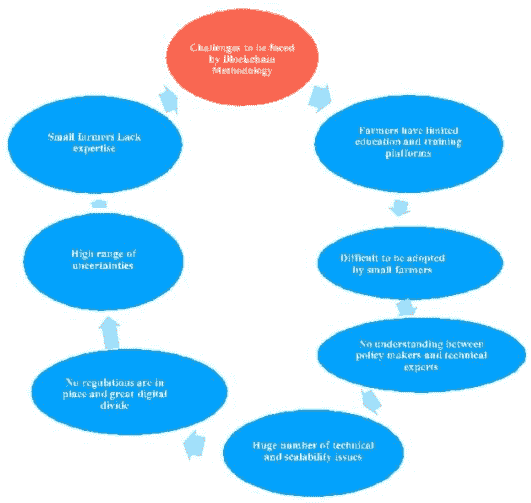 Challenges to be faced
by Blockchain
Methodology
Farmers have limited
education and training
platforms
Difficult to be adopted
by small farmers
No understanding between
policy makers and technical
experts
Huge number of technical
and scalability issues
No regulations are in
place and great digital
divide
High range of
uncertainties
Small farmers Lack
expertise